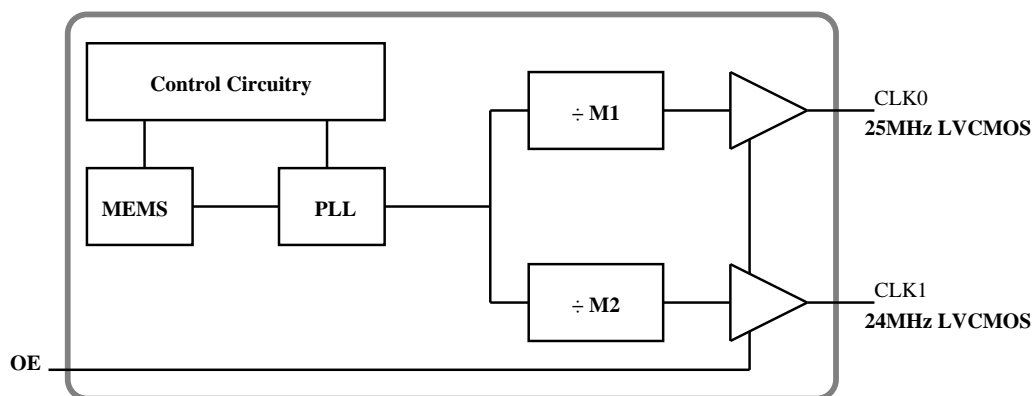 Control Circuitry
MEMS
PLL
÷ M1
÷ M2
CLK0
25MHz LVCMOS
CLK1
24MHz LVCMOS
OE